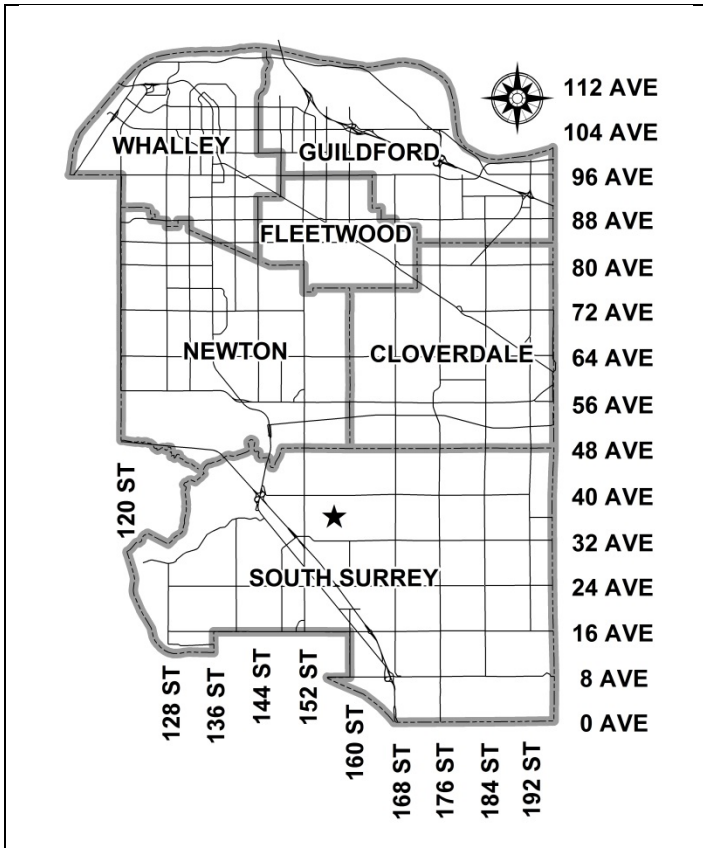 112 AVE
104 AVE
WHALLEY
GUILDFORD
96 AVE
88 AVE
FLEETWOOD
80 AVE
72 AVE
NEWTON
CLOVERDALE
64 AVE
56 AVE
48 AVE
120 ST
40 AVE
32 AVE
SOUTH SURREY
24 AVE
16 AVE
128 ST
136 ST
144 ST
152 ST
160 ST
168 ST
176 ST
184 ST
192 ST
8 AVE
0 AVE